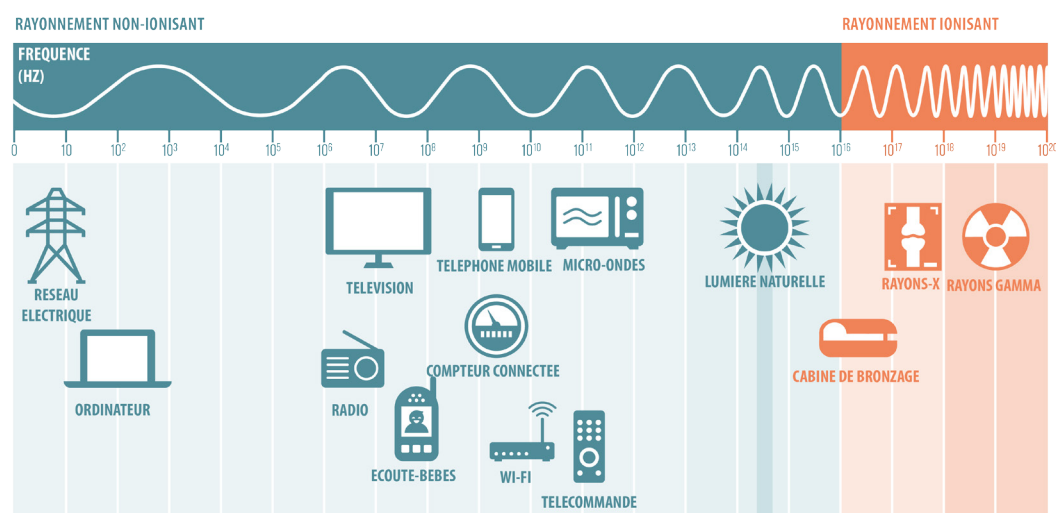 RAYONNEMENT NON-IONISANT
RAYONNEMENT IONISANT
FREQUENCE
(HZ)
0 10 10² 10³ 10⁴ 10⁵ 10⁶ 10⁷ 10⁸ 10⁹ 10¹⁰ 10¹¹ 10¹² 10¹³ 10¹⁴ 10¹⁵ 10¹⁶ 10¹⁷ 10¹⁸ 10¹⁹ 10²⁰
RESEAU
ELECTRIQUE
TELEVISION
TELEPHONE MOBILE
MICRO-ONDES
LUMIERE NATURELLE
RAYONS-X
RAYONS GAMMA
ORDINATEUR
RADIO
COMPTEUR CONNECTEE
CABINE DE BRONZAGE
ECOUTE-BEBES
WI-FI
TELECOMMANDE